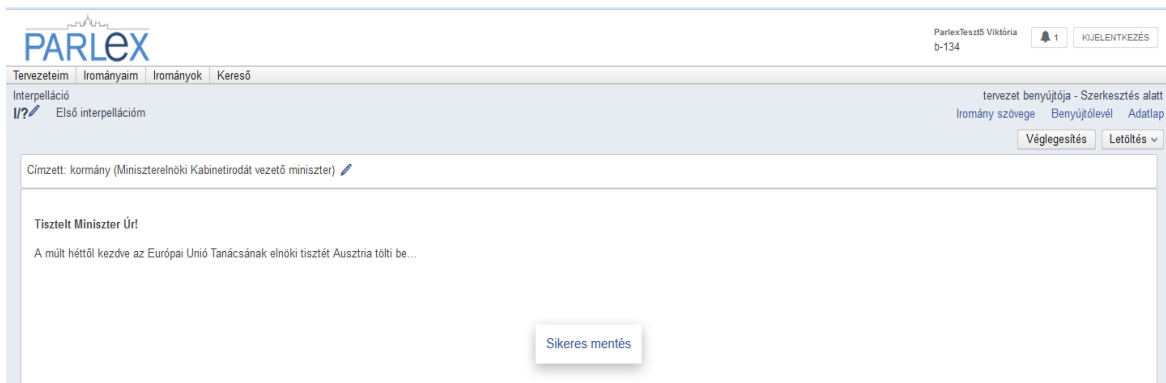 PARLEX
ParlexTeszt5 Viktória
b-134
1
KIJELENTKEZÉS
Tervezeteim Irományaim Irományok Kereső
Interpelláció
tervezet benyújtója - Szerkesztés alatt
I/? Első interpellációm
Iromány szövege Benyújtólevél Adatlap
Véglegesítés Letöltés
Címzett: kormány (Miniszterelnöki Kabinetirodát vezető miniszter)
Tisztelt Miniszter Úr!
A múlt héttől kezdve az Európai Unió Tanácsának elnöki tisztét Ausztria tölti be...
Sikeres mentés